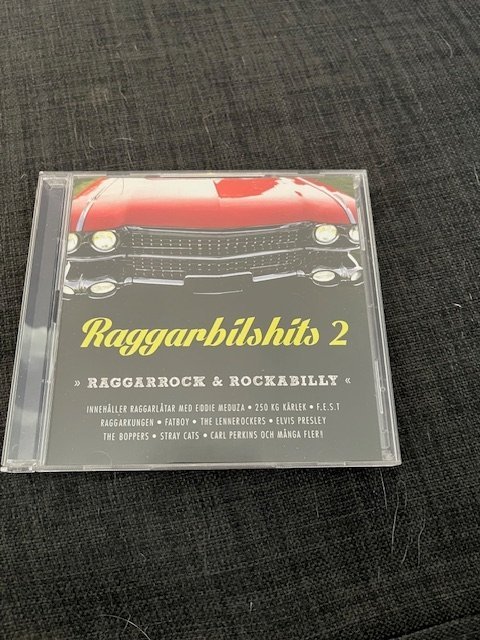 Raggarbilshits 2
» RAGGARROCK & ROCKABILLY «
INNEHÅLLER RAGGARLÅTAR MED EDDIE MEDUZA • 250 KG KÄRLEK • F.E.S.T
RAGGARKUNGEN • FATBOY • THE LENNEROCKERS • ELVIS PRESLEY
THE BOPPERS • STRAY CATS • CARL PERKINS OCH MÅNGA FLER!